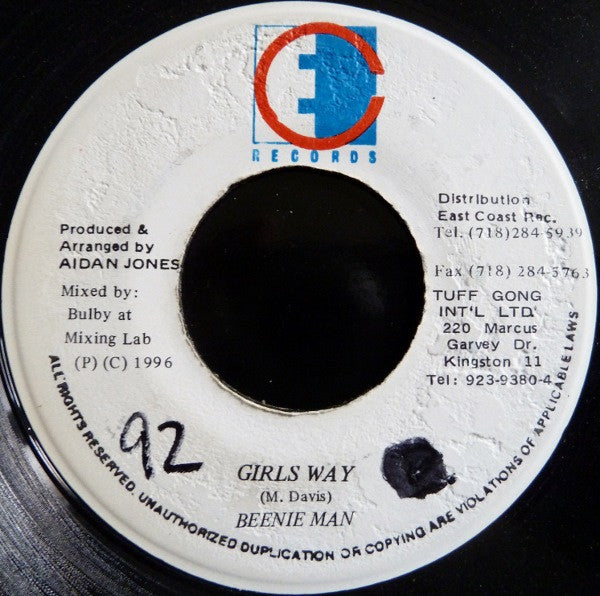 RECORDS
Produced &
Arranged by
AIDAN JONES
Mixed by:
Bulby at
Mixing Lab
(P) (C) 1996
Distribution
East Coast Rec.
Tel. (718)284-5939
Fax (718) 284-5763
TUFF GONG
INT'L LTD.
220 Marcus
Garvey Dr.
Kingston 11
Tel: 923-9380-4
92
GIRLS WAY
(M. Davis)
BEENIE MAN
ALL RIGHTS RESERVED. UNAUTHORIZED DUPLICATION OR COPYING ARE VIOLATIONS OF APPLICABLE LAWS